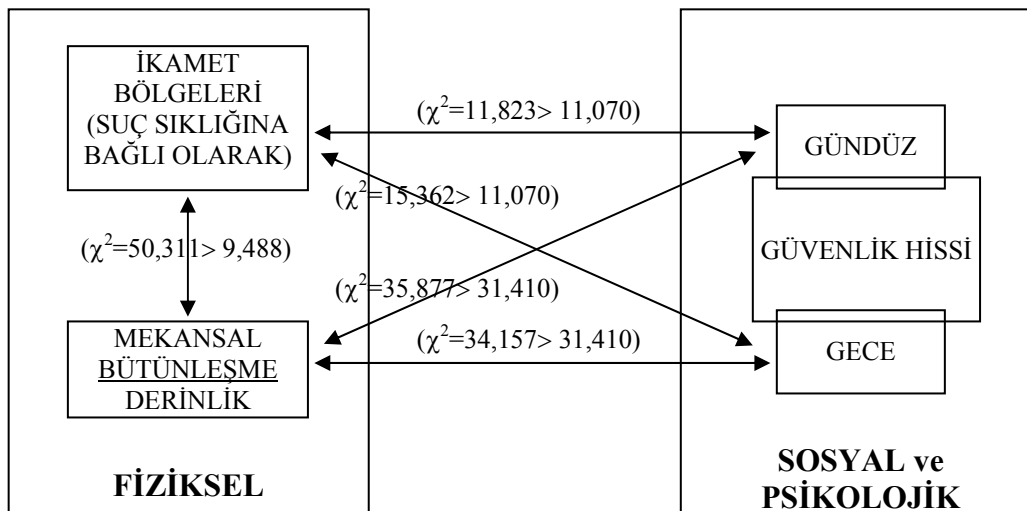 İKAMET
BÖLGELERİ
(SUÇ SIKLIĞINA
BAĞLI OLARAK)
(χ²=11,823> 11,070)
GÜNDÜZ
(χ²=15,362> 11,070)
(χ²=50,311> 9,488)
GÜVENLİK HİSSİ
(χ²=35,877> 31,410)
MEKANSAL
BÜTÜNLEŞME
DERİNLİK
(χ²=34,157> 31,410)
GECE
FİZİKSEL
SOSYAL ve
PSİKOLOJİK